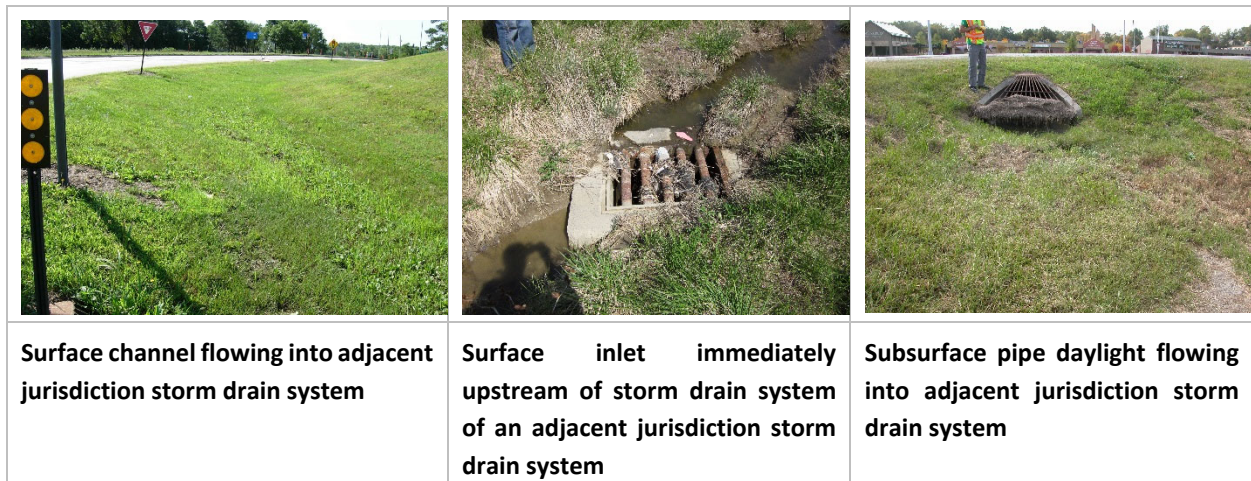 Surface channel flowing into adjacent
jurisdiction storm drain system
Surface inlet immediately
upstream of storm drain system
of an adjacent jurisdiction storm
drain system
Subsurface pipe daylight flowing
into adjacent jurisdiction storm
drain system